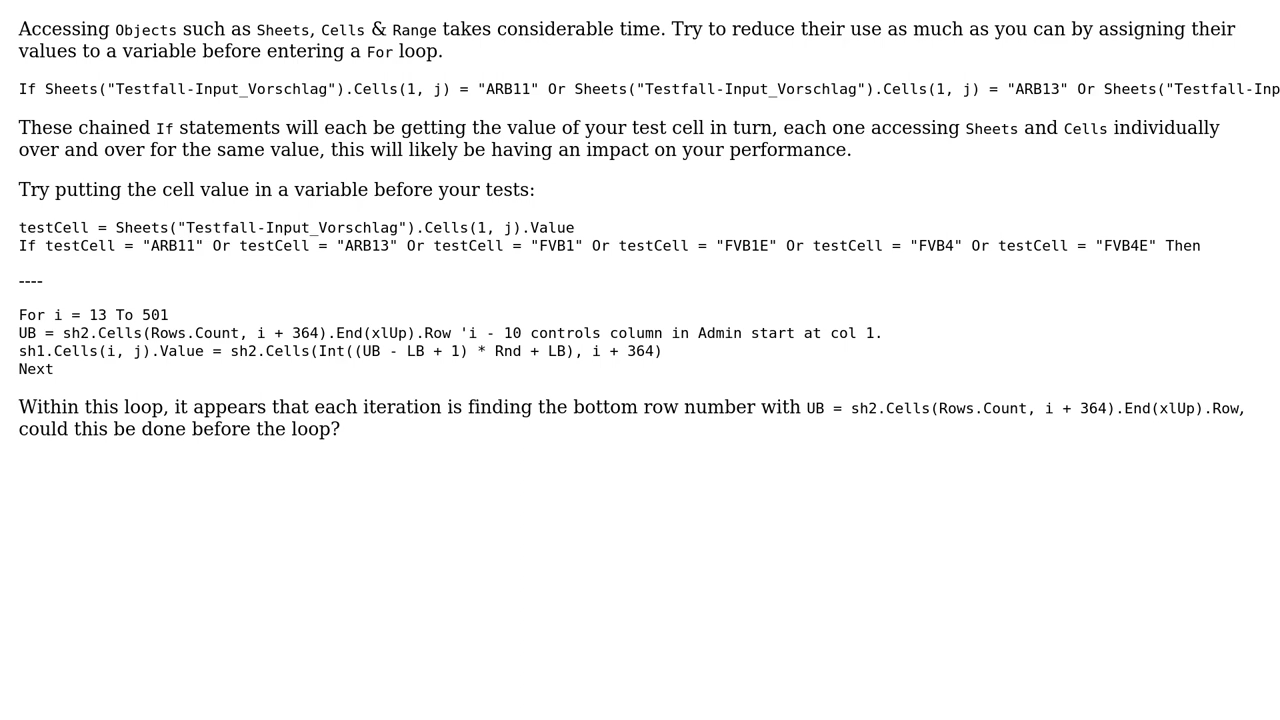 Accessing Objects such as Sheets, Cells & Range takes considerable time. Try to reduce their use as much as you can by assigning their
values to a variable before entering a For loop.
If Sheets("Testfall-Input_Vorschlag").Cells(1, j) = "ARB11" Or Sheets("Testfall-Input_Vorschlag").Cells(1, j) = "ARB13" Or Sheets("Testfall-Inp
These chained If statements will each be getting the value of your test cell in turn, each one accessing Sheets and Cells individually
over and over for the same value, this will likely be having an impact on your performance.
Try putting the cell value in a variable before your tests:
testCell = Sheets("Testfall-Input_Vorschlag").Cells(1, j).Value
If testCell = "ARB11" Or testCell = "ARB13" Or testCell = "FVB1" Or testCell = "FVB1E" Or testCell = "FVB4" Or testCell = "FVB4E" Then
----
For i = 13 To 501
UB = sh2.Cells(Rows.Count, i + 364).End(xlUp).Row 'i - 10 controls column in Admin start at col 1.
sh1.Cells(i, j).Value = sh2.Cells(Int((UB - LB + 1) * Rnd + LB), i + 364)
Next
Within this loop, it appears that each iteration is finding the bottom row number with UB = sh2.Cells(Rows.Count, i + 364).End(xlUp).Row,
could this be done before the loop?